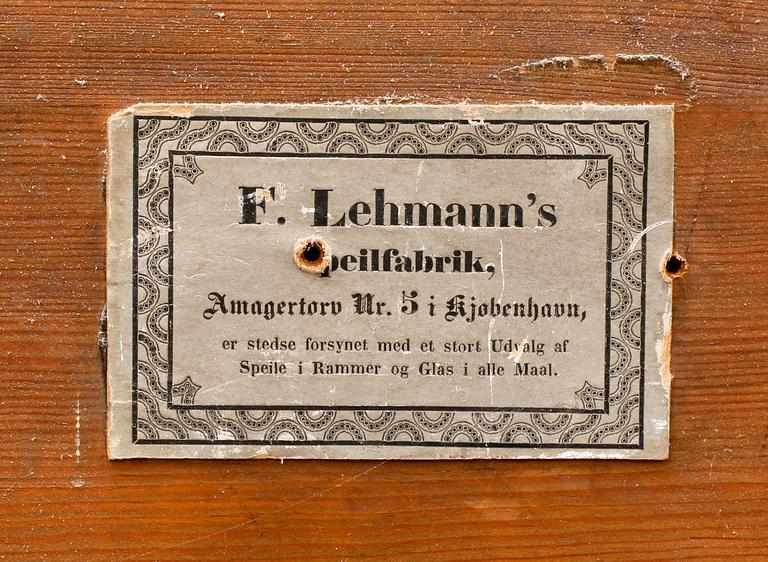 F. Lehmann's
peilfabrik,
Amagertorv Nr. 5 i Kjøbenhavn,
er stedse forsynet med et stort Udvalg af
Speile i Rammer og Glas i alle Maal.